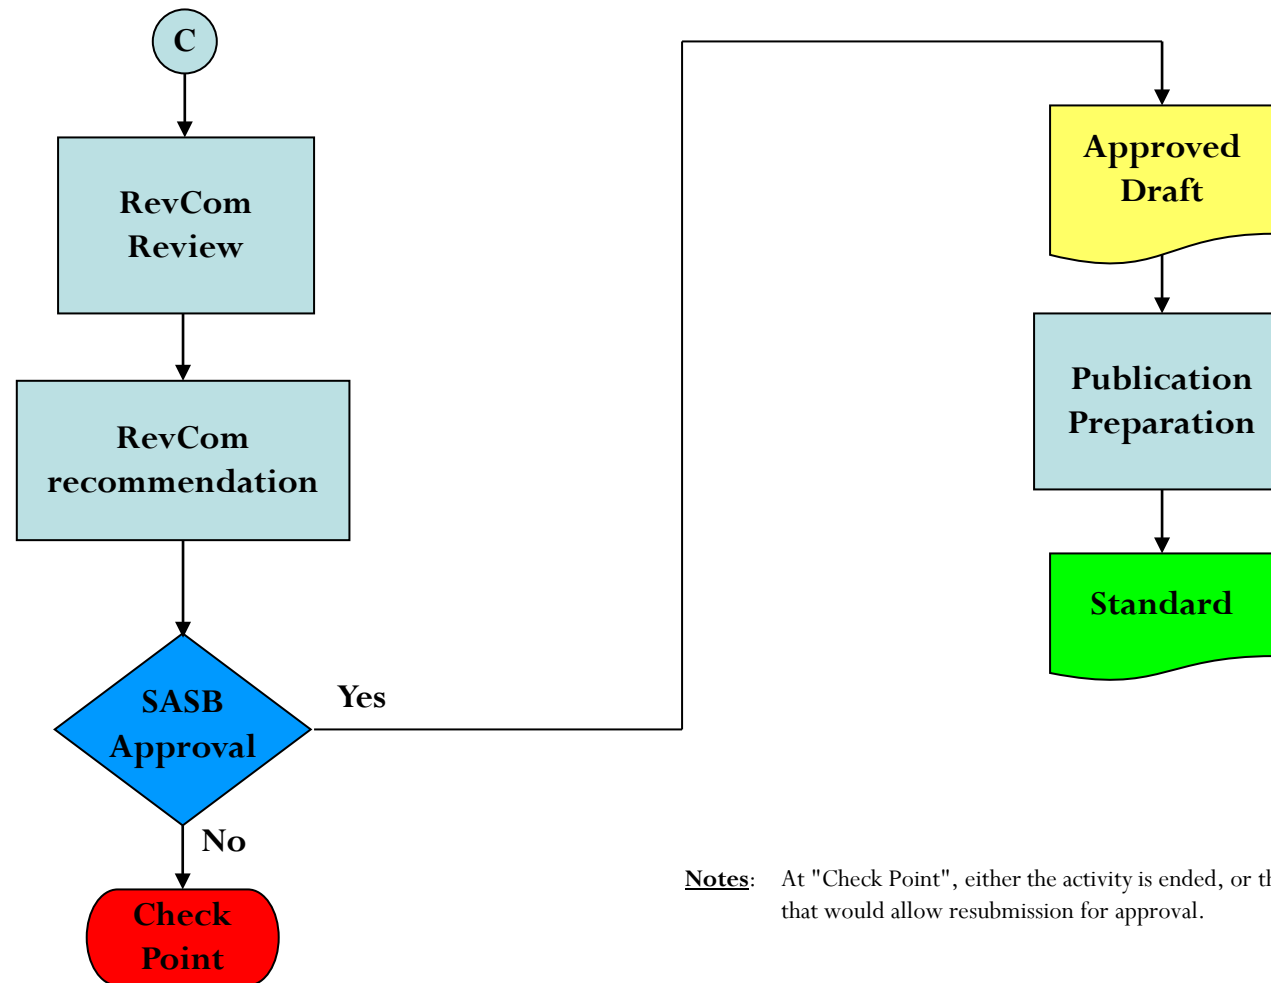 C
RevCom
Review
RevCom
recommendation
SASB
Approval
Yes
No
Check
Point
Approved
Draft
Publication
Preparation
Standard
Notes: At "Check Point", either the activity is ended, or
that would allow resubmission for approval.